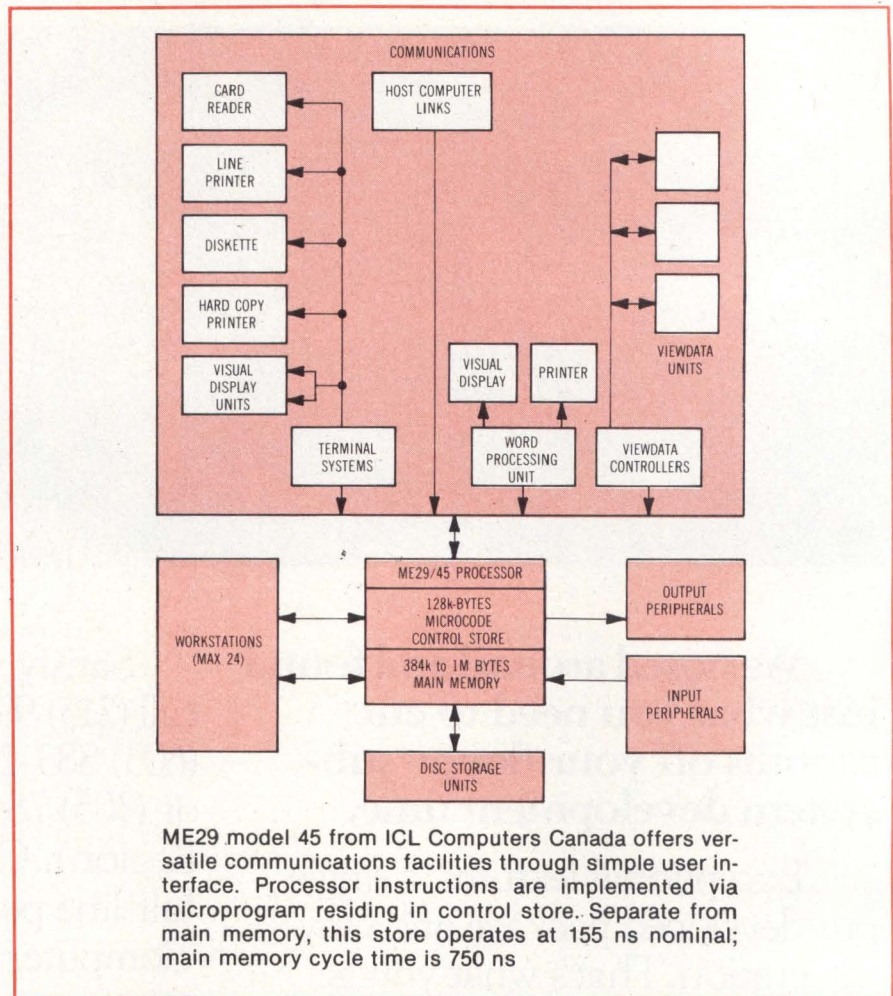 COMMUNICATIONS
CARD
READER
HOST COMPUTER
LINKS
LINE
PRINTER
DISKETTE
HARD COPY
PRINTER
VISUAL
DISPLAY
UNITS
VIEWDATA
UNITS
VISUAL
DISPLAY
PRINTER
TERMINAL
SYSTEMS
WORD
PROCESSING
UNIT
VIEWDATA
CONTROLLERS
WORKSTATIONS
(MAX 24)
ME29/45 PROCESSOR
128k-BYTES
MICROCODE
CONTROL STORE
384k to 1M BYTES
MAIN MEMORY
OUTPUT
PERIPHERALS
INPUT
PERIPHERALS
DISC STORAGE
UNITS
ME29 model 45 from ICL Computers Canada offers ver-
satile communications facilities through simple user in-
terface. Processor instructions are implemented via
microprogram residing in control store. Separate from
main memory, this store operates at 155 ns nominal;
main memory cycle time is 750 ns